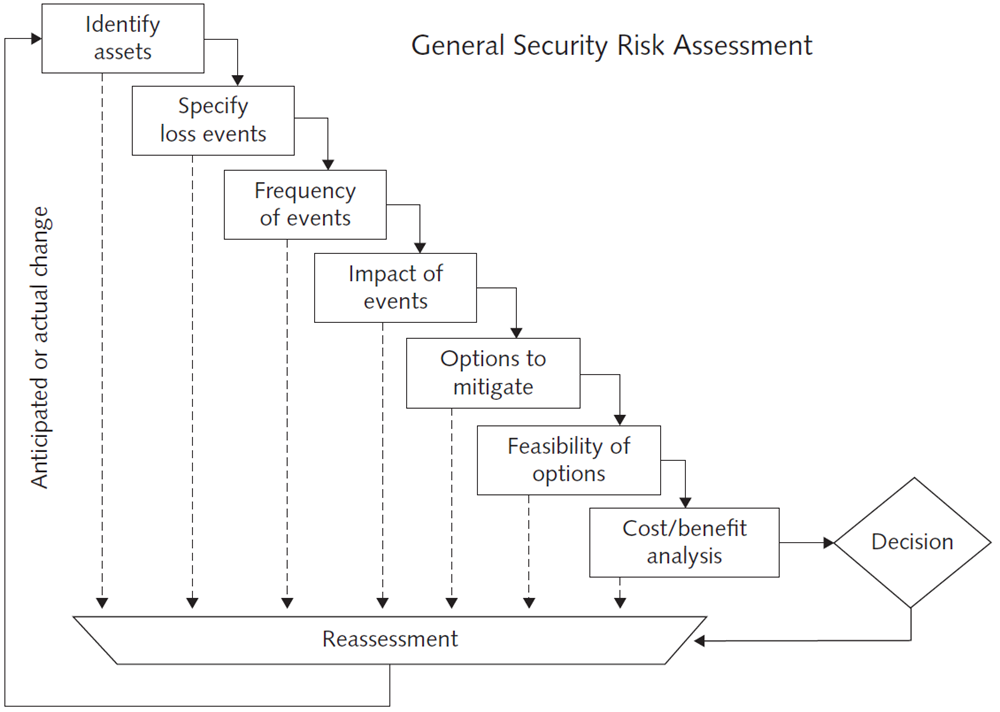 General Security Risk Assessment
Identify
assets
Specify
loss events
Frequency
of events
Impact of
events
Options to
mitigate
Feasibility of
options
Cost/benefit
analysis
Decision
Reassessment
Anticipated or actual change